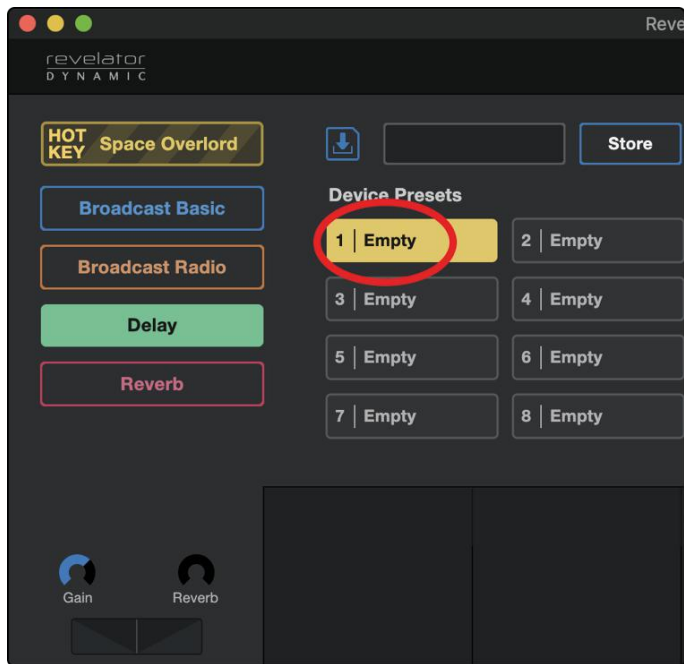 Reve
revelator
DYNAMIC
HOT KEY Space Overlord
Store
Broadcast Basic
Broadcast Radio
Delay
Reverb
Device Presets
1 | Empty
2 | Empty
3 | Empty
4 | Empty
5 | Empty
6 | Empty
7 | Empty
8 | Empty
Gain
Reverb